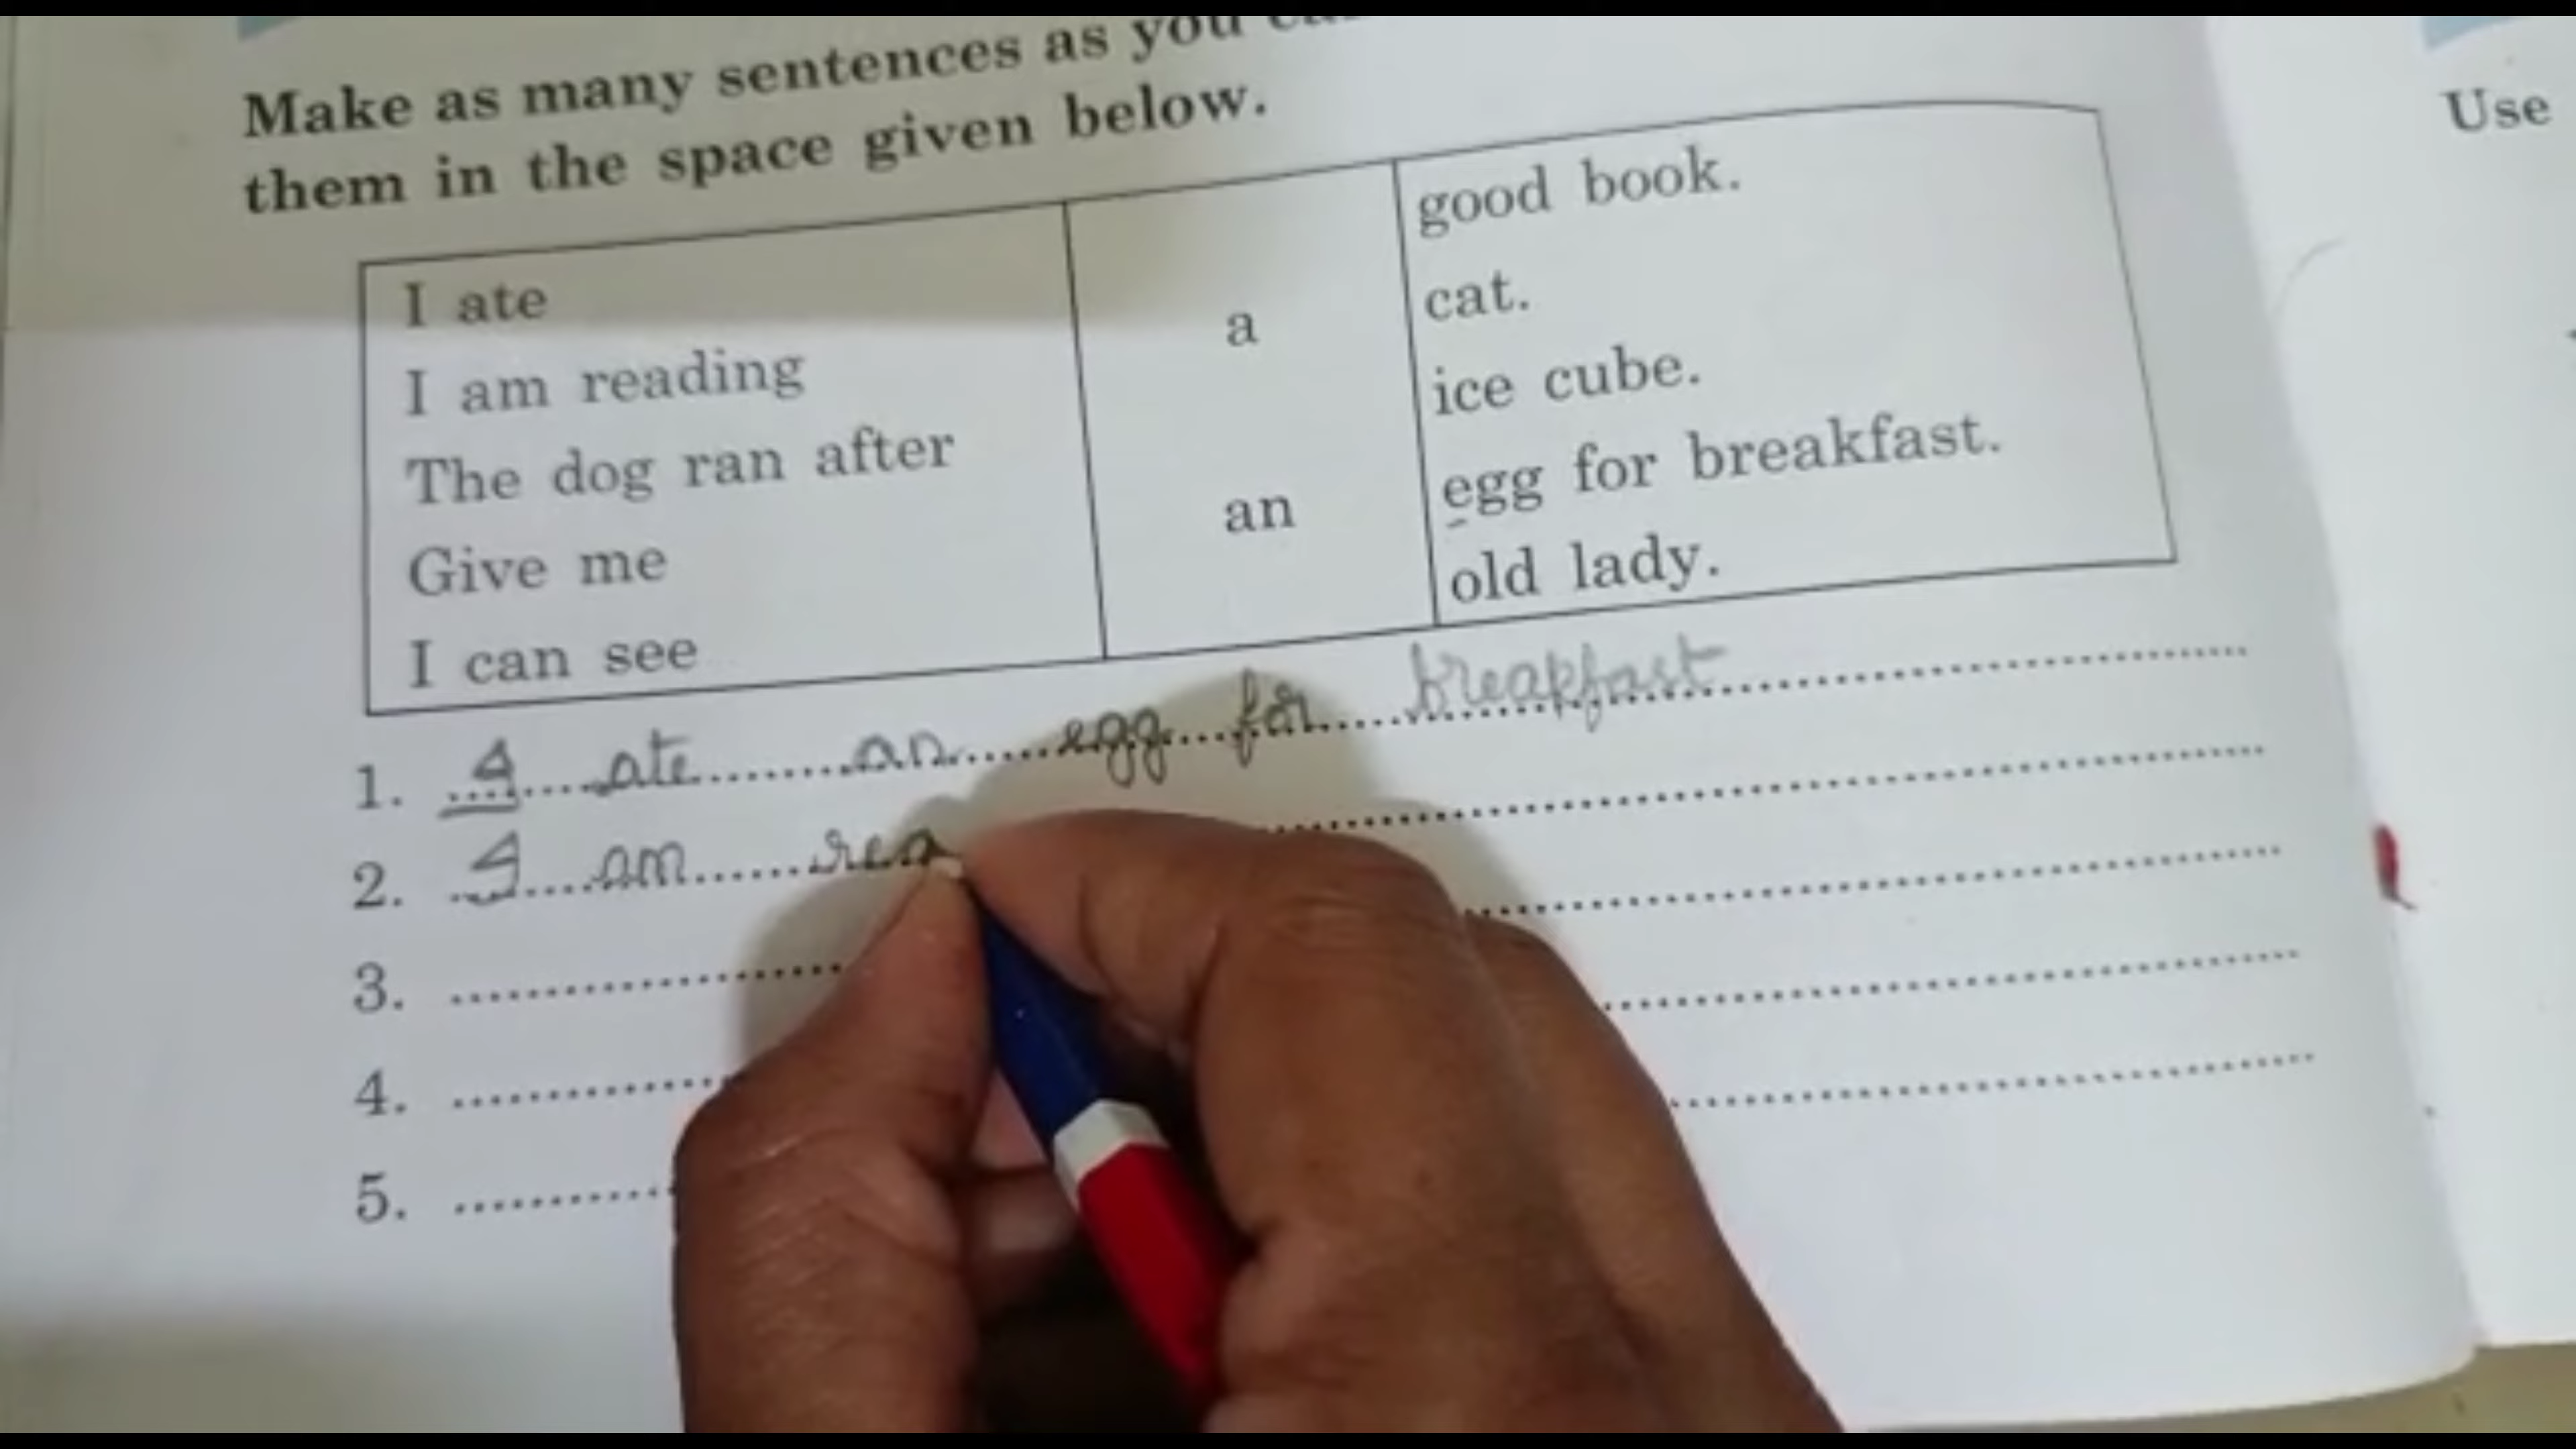 Make as many sentences as you
them in the space given below.
I ate
I am reading
The dog ran after
Give me
I can see
a
an
good book.
cat.
ice cube.
egg for breakfast.
old lady.
1. I ate an egg for breakfast
2. I am rea
3.
4.
5.
Use